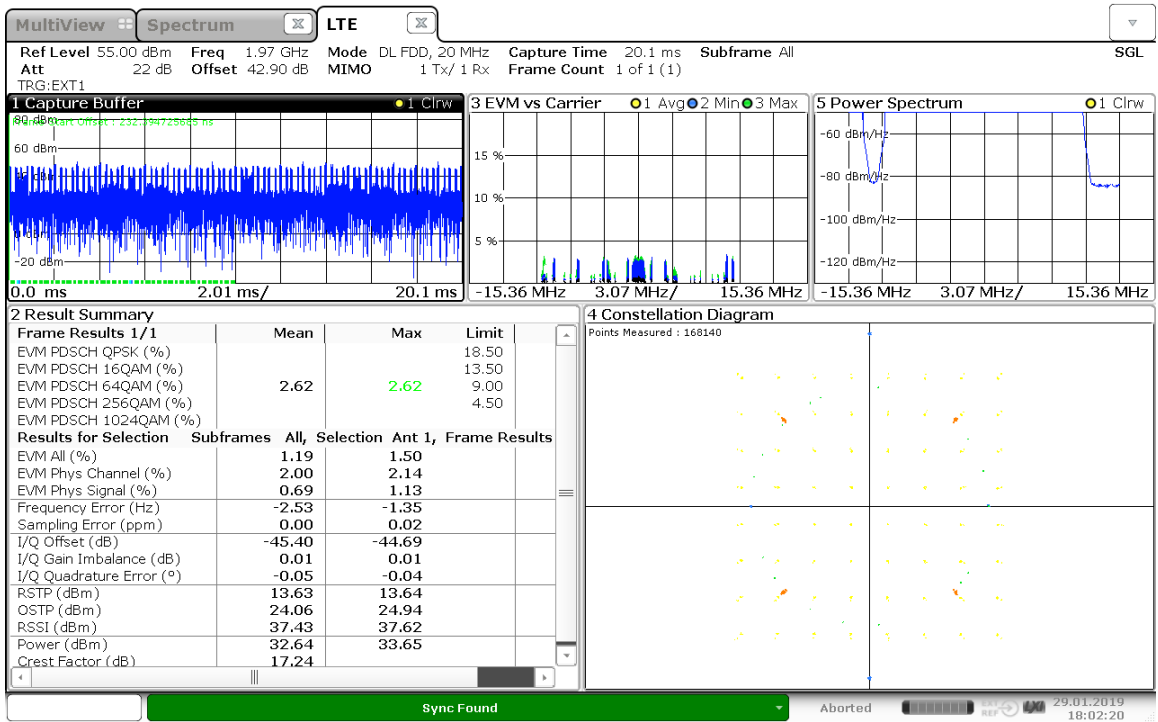 MultiView Spectrum LTE
Ref Level 55.00 dBm Freq 1.97 GHz Mode DL FDD, 20 MHz Capture Time 20.1 ms Subframe All SGL
Att 22 dB Offset 42.90 dB MIMO 1 Tx/ 1 Rx Frame Count 1 of 1 (1)
TRG:EXT1
1 Capture Buffer 1 Clrw
80 dBm
Frame Start Offset : 232.394725665 ns
60 dBm
-20 dBm
0.0 ms 2.01 ms/ 20.1 ms
3 EVM vs Carrier 1 Avg 2 Min 3 Max
15 %
10 %
5 %
-15.36 MHz 3.07 MHz/ 15.36 MHz
5 Power Spectrum 1 Clrw
-60 dBm/Hz
-80 dBm/Hz
-100 dBm/Hz
-120 dBm/Hz
-15.36 MHz 3.07 MHz/ 15.36 MHz
2 Result Summary
Frame Results 1/1 Mean Max Limit
EVM PDSCH QPSK (%) 18.50
EVM PDSCH 16QAM (%) 13.50
EVM PDSCH 64QAM (%) 2.62 2.62 9.00
EVM PDSCH 256QAM (%) 4.50
EVM PDSCH 1024QAM (%)
Results for Selection Subframes All, Selection Ant 1, Frame Results
EVM All (%) 1.19 1.50
EVM Phys Channel (%) 2.00 2.14
EVM Phys Signal (%) 0.69 1.13
Frequency Error (Hz) -2.53 -1.35
Sampling Error (ppm) 0.00 0.02
I/Q Offset (dB) -45.40 -44.69
I/Q Gain Imbalance (dB) 0.01 0.01
I/Q Quadrature Error (°) -0.05 -0.04
RSTP (dBm) 13.63 13.64
OSTP (dBm) 24.06 24.94
RSSI (dBm) 37.43 37.62
Power (dBm) 32.64 33.65
Crest Factor (dB) 17.24
4 Constellation Diagram
Points Measured : 168140
Sync Found
Aborted
EXT
REF
LXI
29.01.2019
18:02:20